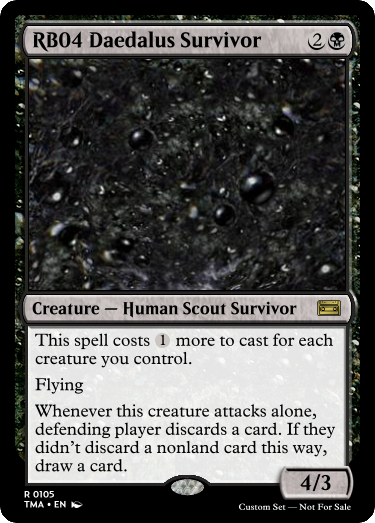 RB04 Daedalus Survivor 2
Creature — Human Scout Survivor
This spell costs 1 more to cast for each
creature you control.
Flying
Whenever this creature attacks alone,
defending player discards a card. If they
didn't discard a nonland card this way,
draw a card.
4/3
R 0105
TMA • EN
Custom Set — Not For Sale